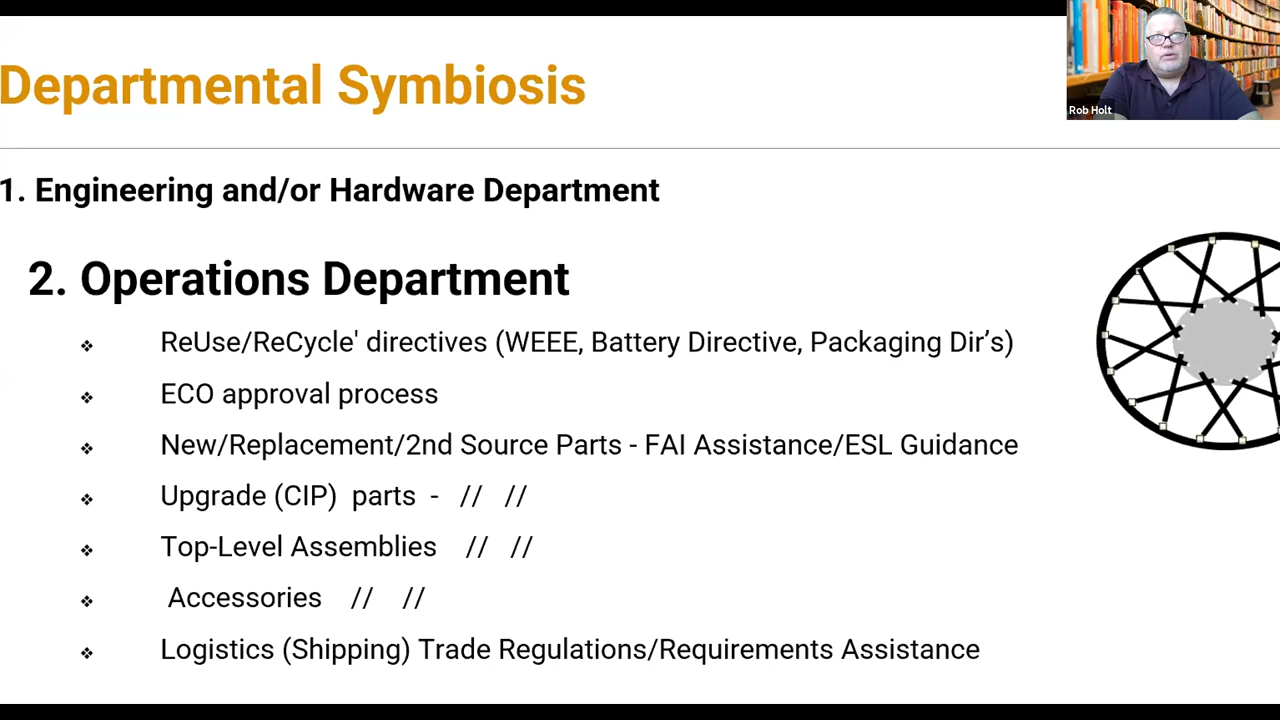 Departmental Symbiosis
Rob Holt
1. Engineering and/or Hardware Department
2. Operations Department
❖ ReUse/ReCycle' directives (WEEE, Battery Directive, Packaging Dir’s)
❖ ECO approval process
❖ New/Replacement/2nd Source Parts - FAI Assistance/ESL Guidance
❖ Upgrade (CIP) parts - // //
❖ Top-Level Assemblies // //
❖ Accessories // //
❖ Logistics (Shipping) Trade Regulations/Requirements Assistance